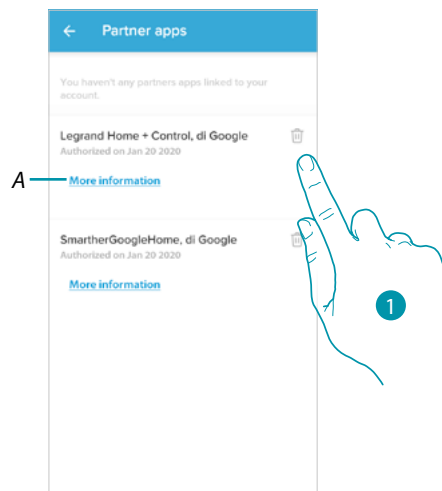 Partner apps
You haven't any partners apps linked to your
account.
Legrand Home + Control, di Google
Authorized on Jan 20 2020
A
More information
SmartherGoogleHome, di Google
Authorized on Jan 20 2020
More information
1